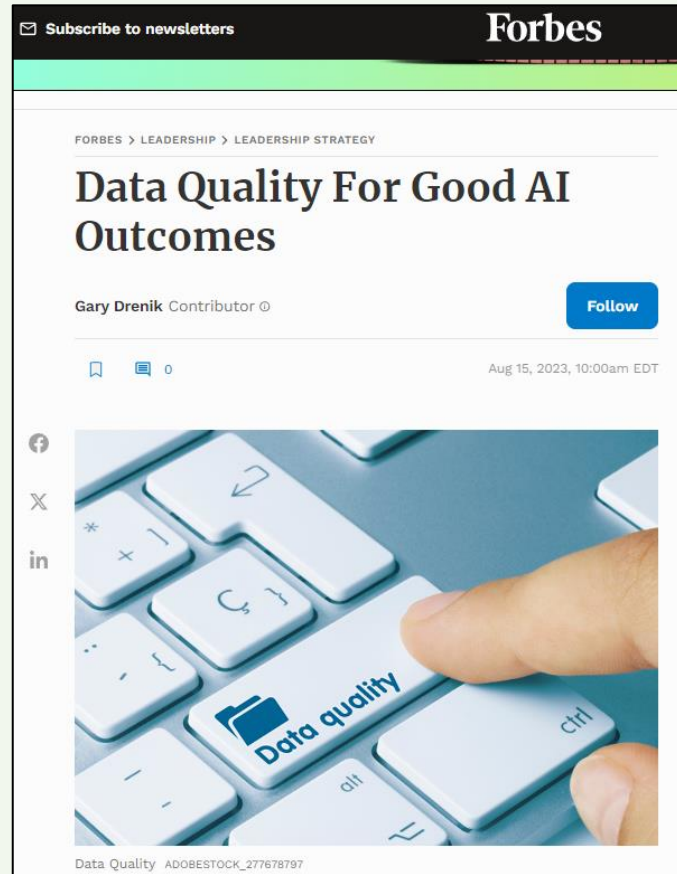 Subscribe to newsletters
Forbes
FORBES > LEADERSHIP > LEADERSHIP STRATEGY
Data Quality For Good AI
Outcomes
Gary Drenik Contributor
Follow
0
Aug 15, 2023, 10:00am EDT
* + ]
Ç }
¨ ´ {
Data quality
ctrl
alt
Data Quality ADOBESTOCK_277678797